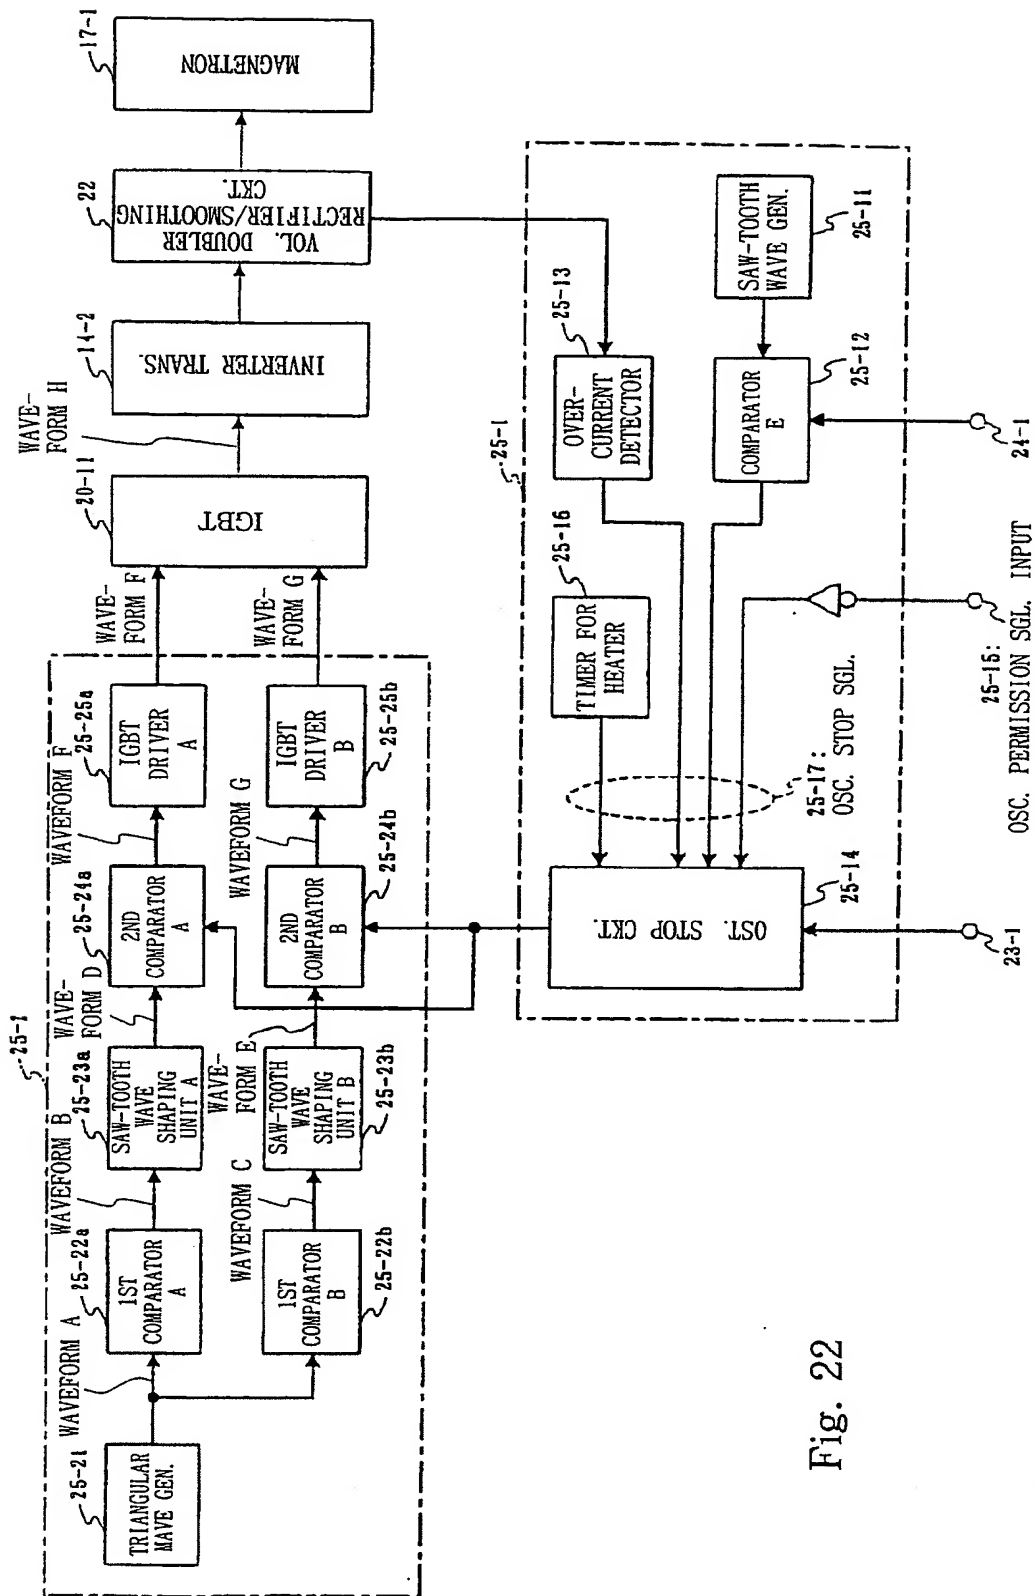 25-1
25-21
TRIANGULAR
MAVE GEN.
WAVEFORM A
25-22a
1ST
COMPARATOR
A
WAVEFORM B
25-23a
SAW-TOOTH
WAVE
SHAPING
UNIT A
WAVE-
FORM D
25-24a
2ND
COMPARATOR
A
WAVEFORM F
25-25a
IGBT
DRIVER
A
WAVE-
FORM F
1ST
COMPARATOR
B
25-22b
WAVEFORM C
SAW-TOOTH
WAVE
SHAPING
UNIT B
25-23b
WAVE-
FORM E
2ND
COMPARATOR
B
25-24b
WAVEFORM G
IGBT
DRIVER
B
25-25b
WAVE-
FORM G
20-11
IGBT
WAVE-
FORM H
14-2
INVERTER TRANS.
22
VOL. DOUBLER
RECTIFIER/SMOOTHING
CKT.
17-1
MAGNETRON
25-1
OST. STOP CKT.
25-14
25-16
TIMER FOR
HEATER
25-13
OVER-
CURRENT
DETECTOR
COMPARATOR
E
25-12
SAW-TOOTH
WAVE GEN.
25-11
25-17:
OSC. STOP SGL.
23-1
25-15:
OSC. PERMISSION SGL. INPUT
24-1
Fig. 22